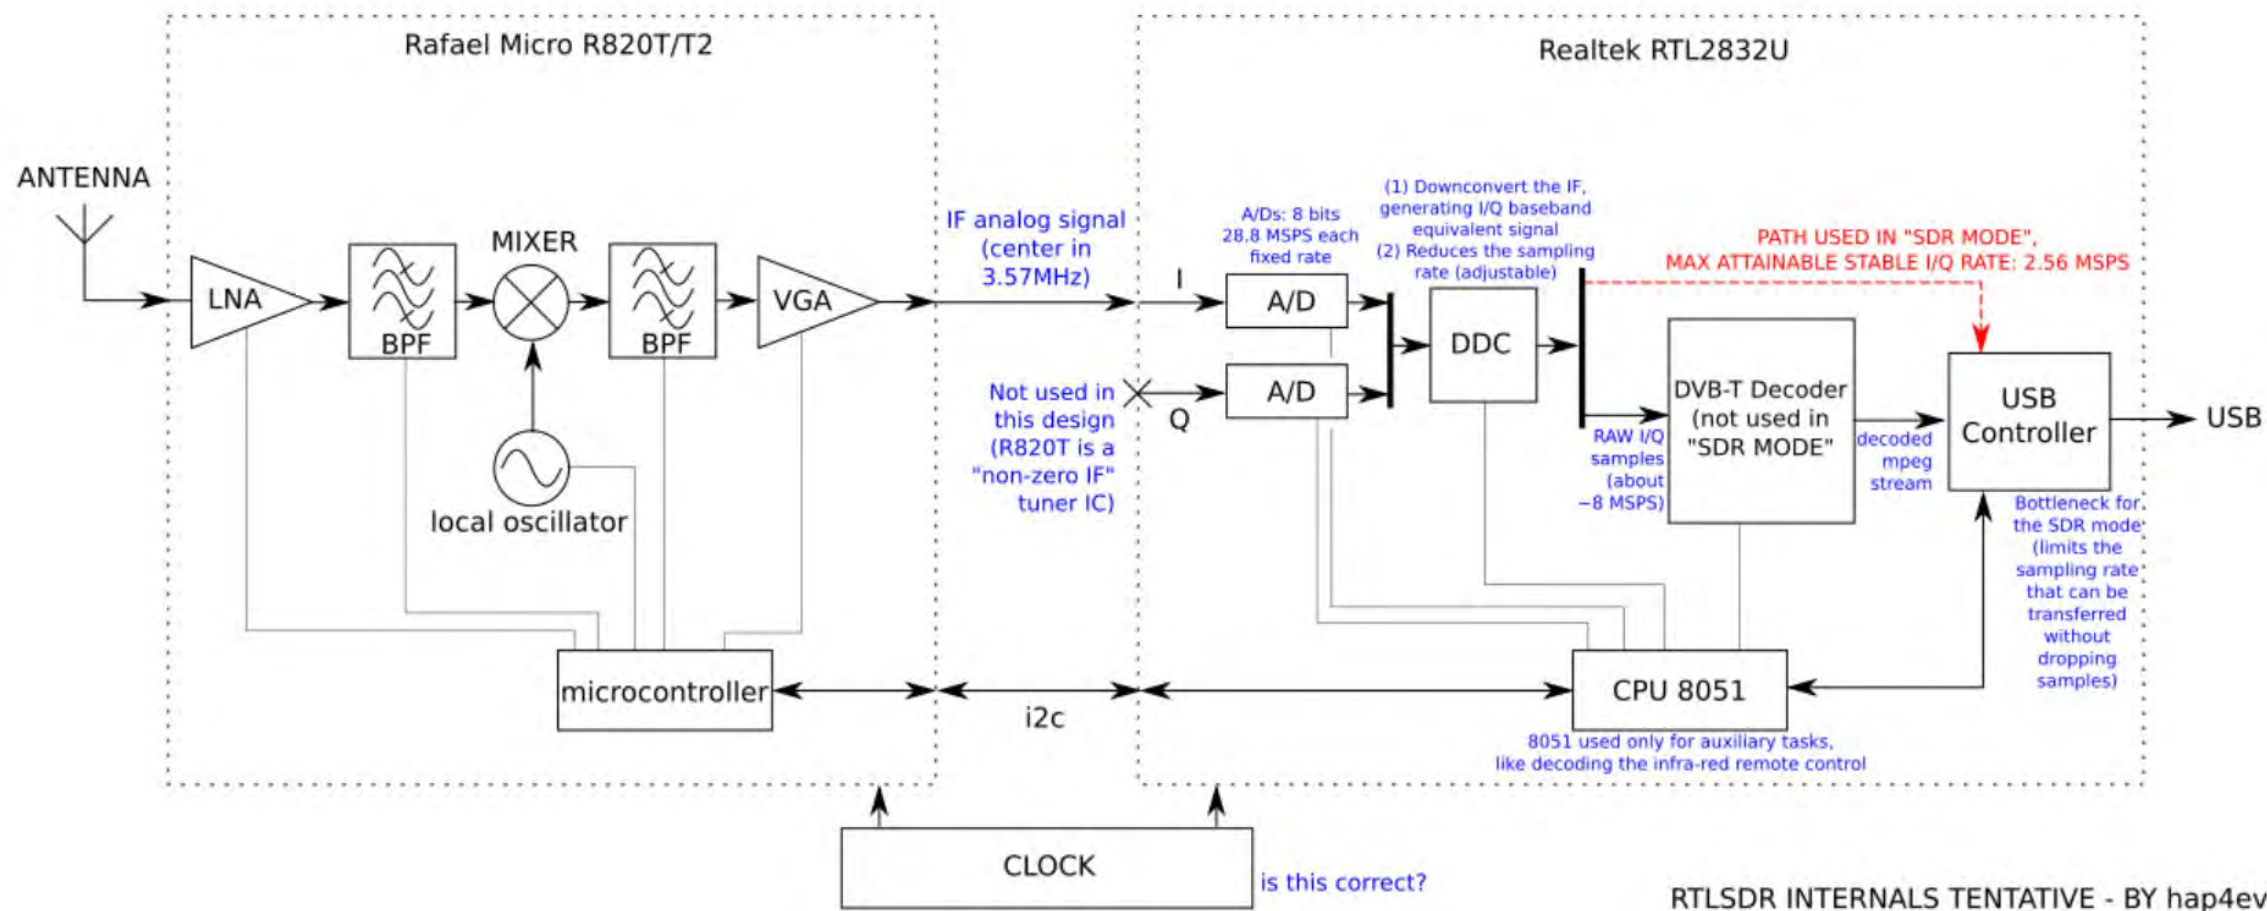 Rafael Micro R820T/T2
Realtek RTL2832U
ANTENNA
LNA
BPF
MIXER
local oscillator
BPF
VGA
microcontroller
IF analog signal
(center in
3.57MHz)
Not used in
this design
(R820T is a
"non-zero IF"
tuner IC)
i2c
I
Q
A/Ds: 8 bits
28.8 MSPS each
fixed rate
A/D
A/D
(1) Downconvert the IF,
generating I/Q baseband
equivalent signal
(2) Reduces the sampling
rate (adjustable)
DDC
PATH USED IN "SDR MODE",
MAX ATTAINABLE STABLE I/Q RATE: 2.56 MSPS
RAW I/Q
samples
(about
~8 MSPS)
DVB-T Decoder
(not used in
"SDR MODE"
decoded
mpeg
stream
USB
Controller
USB
Bottleneck for
the SDR mode
(limits the
sampling rate
that can be
transferred
without
dropping
samples)
CPU 8051
8051 used only for auxiliary tasks,
like decoding the infra-red remote control
CLOCK
is this correct?
RTLSDR INTERNALS TENTATIVE - BY hap4ev